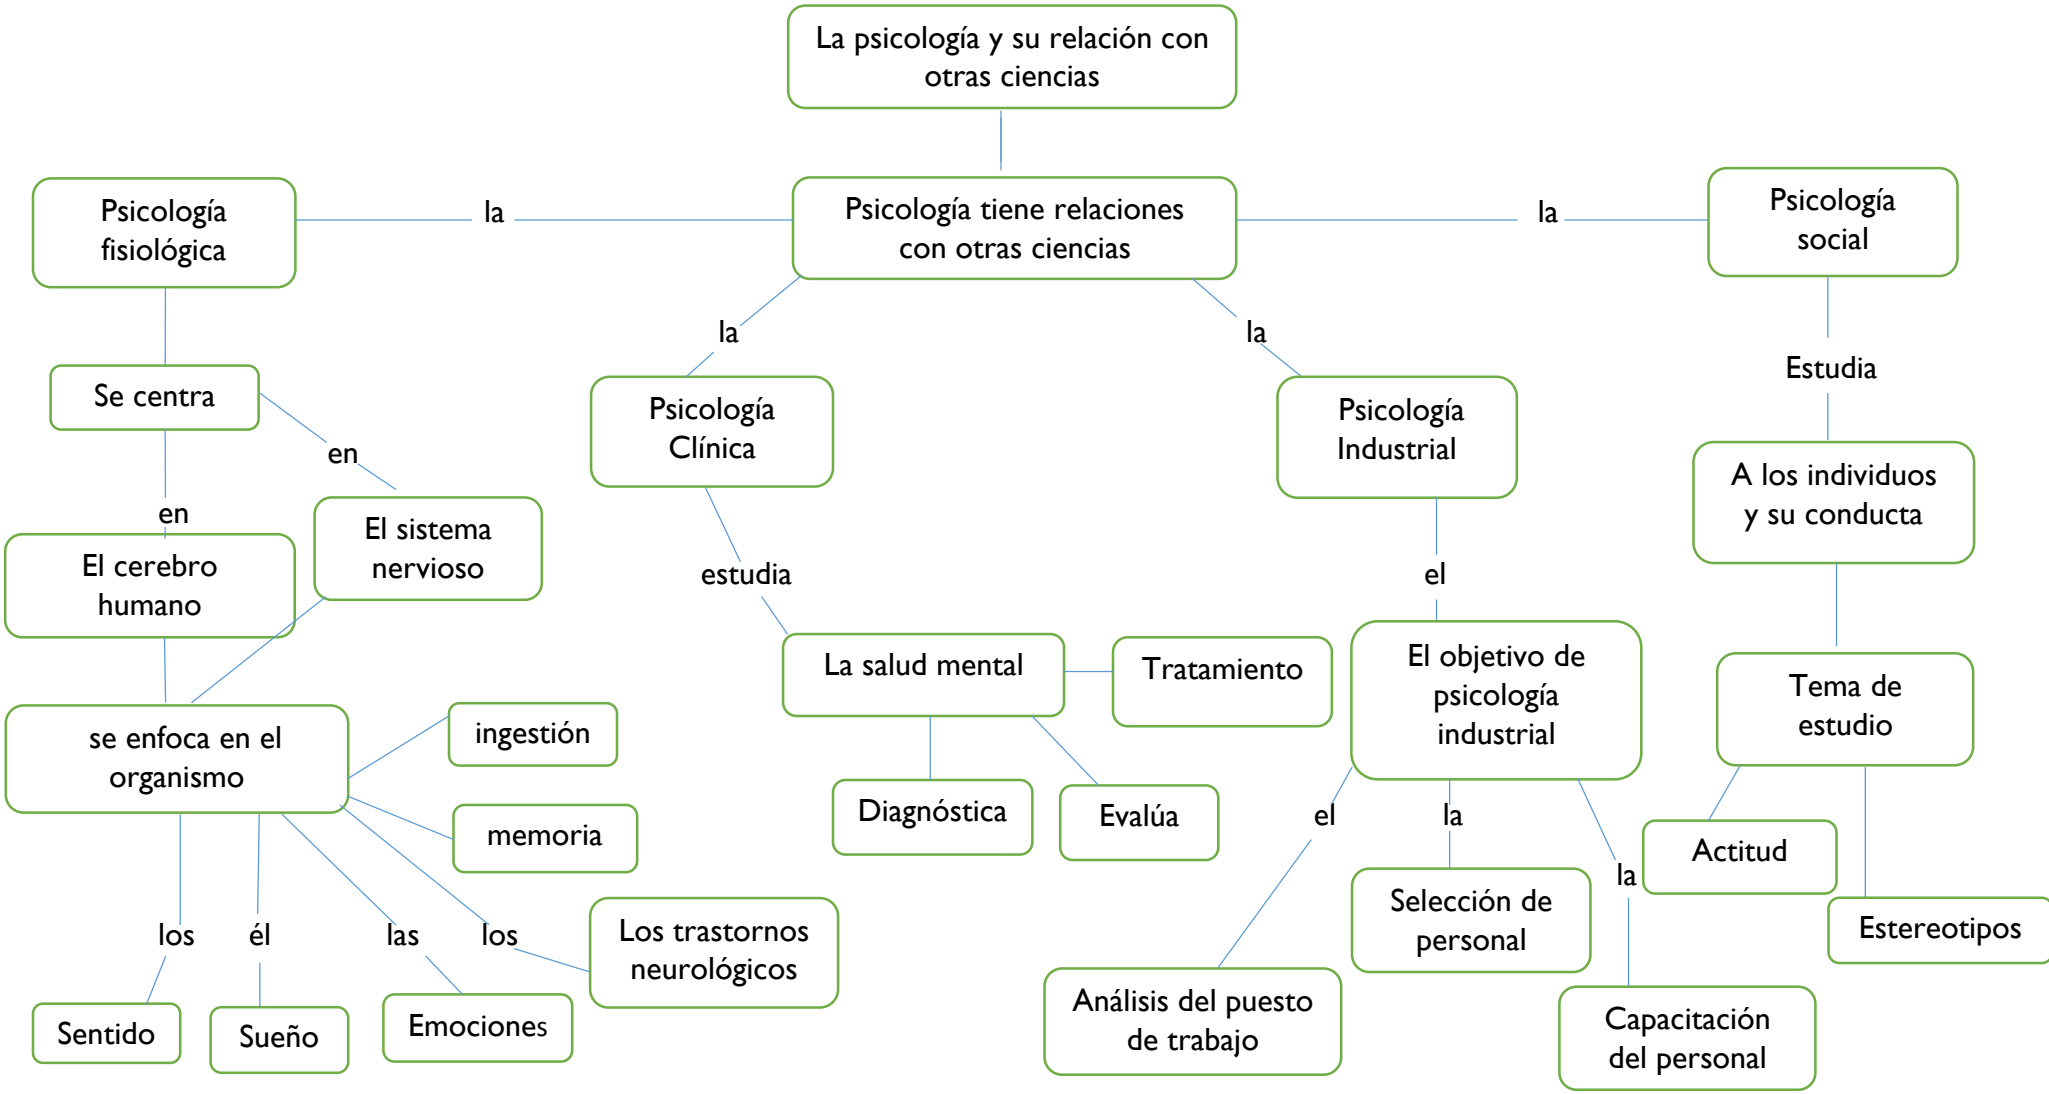 La psicología y su relación con
otras ciencias
Psicología
fisiológica
la
Psicología tiene relaciones
con otras ciencias
la
Psicología
social
la
la
Estudia
Se centra
en
Psicología
Clínica
Psicología
Industrial
A los individuos
y su conducta
en
El sistema
nervioso
El cerebro
humano
estudia
el
La salud mental
Tratamiento
El objetivo de
psicología
industrial
Tema de
estudio
se enfoca en el
organismo
ingestión
memoria
Diagnóstica
Evalúa
el
la
la
Actitud
Selección de
personal
Estereotipos
los
él
las
los
Los trastornos
neurológicos
Sentido
Sueño
Emociones
Análisis del puesto
de trabajo
Capacitación
del personal